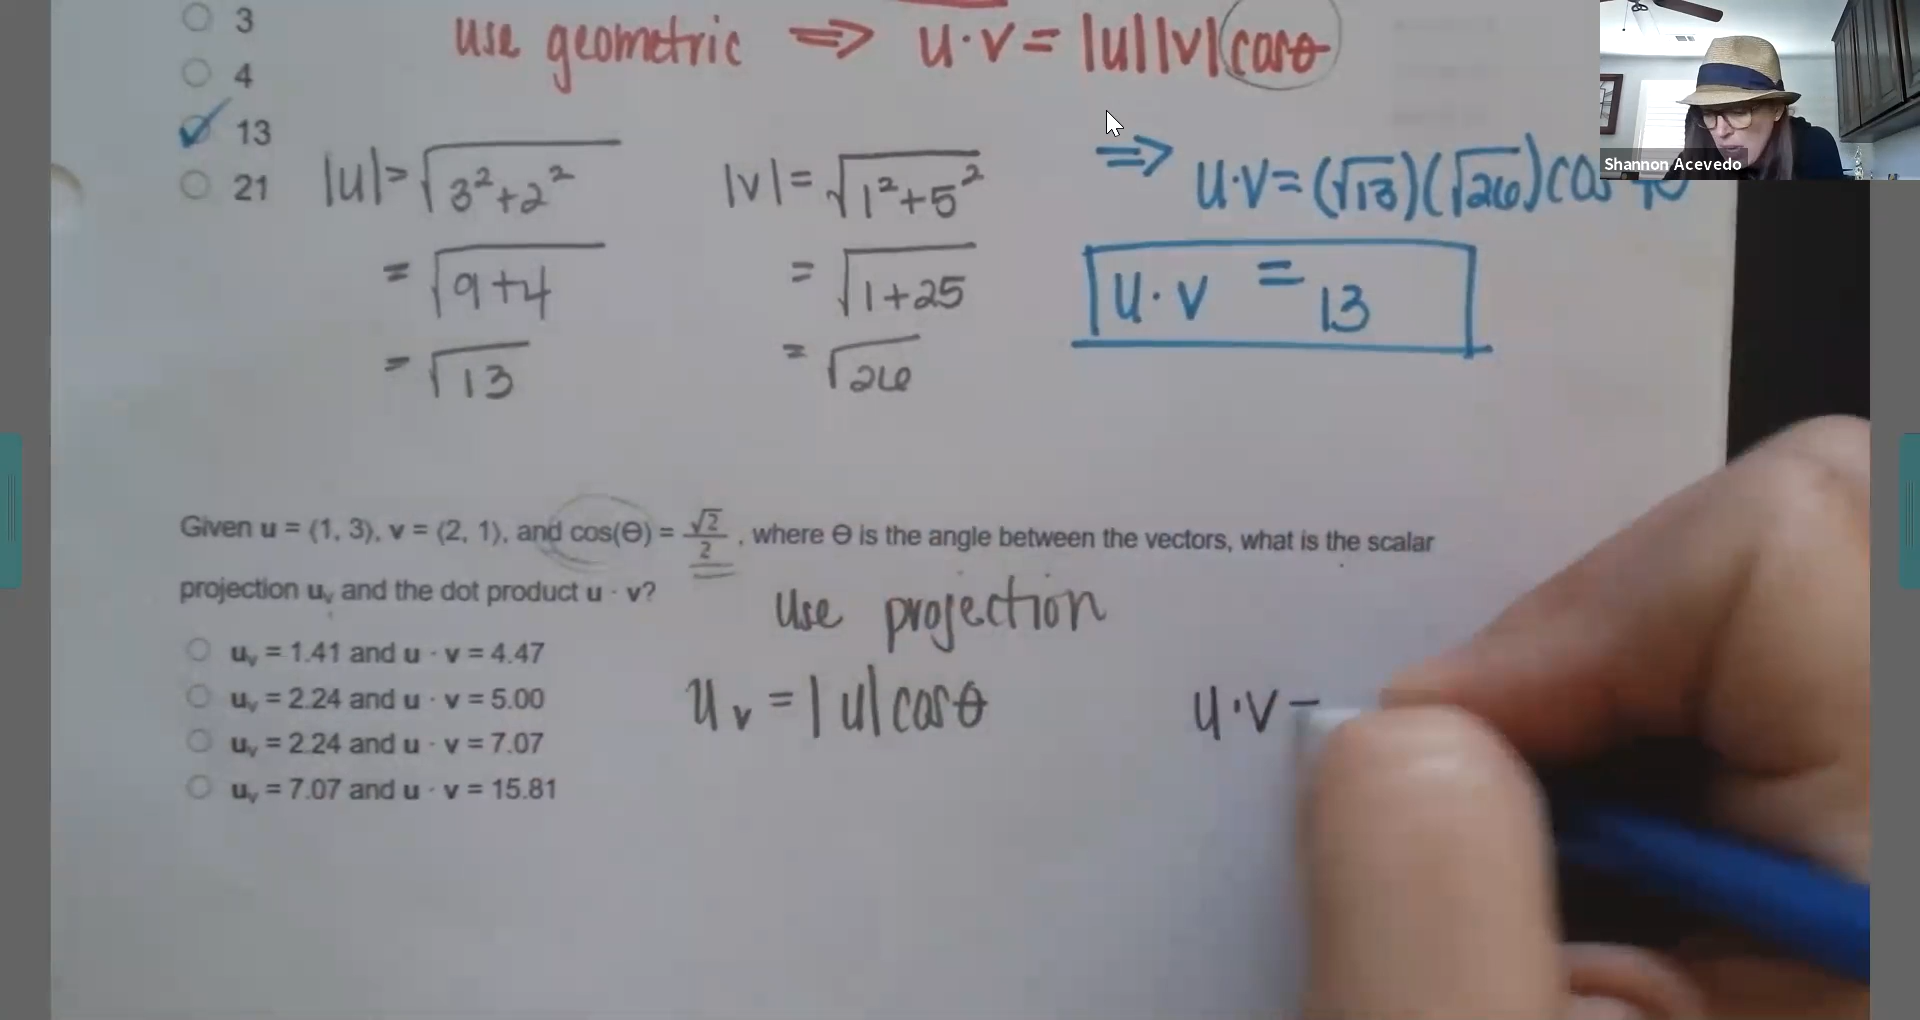 3
use geometric ⇒ u·v = |u||v|cosθ
4
13
21
|u| = √3²+2²
|v| = √1²+5²
⇒ u·v = (√13)(√26)cos
Shannon Acevedo
= √9+4
= √1+25
u·v = 13
= √13
= √26
Given u = ⟨1, 3⟩, v = ⟨2, 1⟩, and cos(Θ) = √2/2, where Θ is the angle between the vectors, what is the scalar
projection uᵥ and the dot product u · v?
use projection
uᵥ = 1.41 and u · v = 4.47
uᵥ = 2.24 and u · v = 5.00
uᵥ = 2.24 and u · v = 7.07
uᵥ = 7.07 and u · v = 15.81
uᵥ = |u|cosθ
u·v =